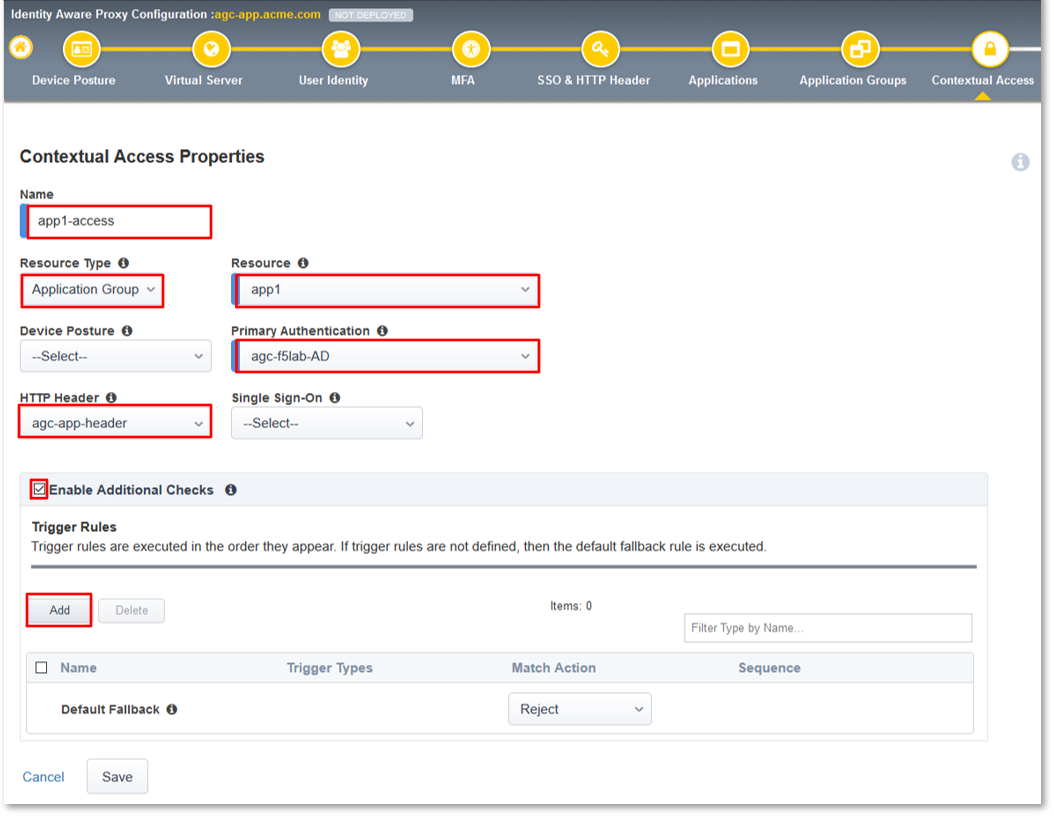 Identity Aware Proxy Configuration :agc-app.acme.com NOT DEPLOYED
Device Posture Virtual Server User Identity MFA SSO & HTTP Header Applications Application Groups Contextual Access
Contextual Access Properties
Name
app1-access
Resource Type Resource
Application Group app1
Device Posture Primary Authentication
--Select-- agc-f5lab-AD
HTTP Header Single Sign-On
agc-app-header --Select--
Enable Additional Checks
Trigger Rules
Trigger rules are executed in the order they appear. If trigger rules are not defined, then the default fallback rule is executed.
Add Delete Items: 0
Filter Type by Name...
Name Trigger Types Match Action Sequence
Default Fallback Reject
Cancel Save